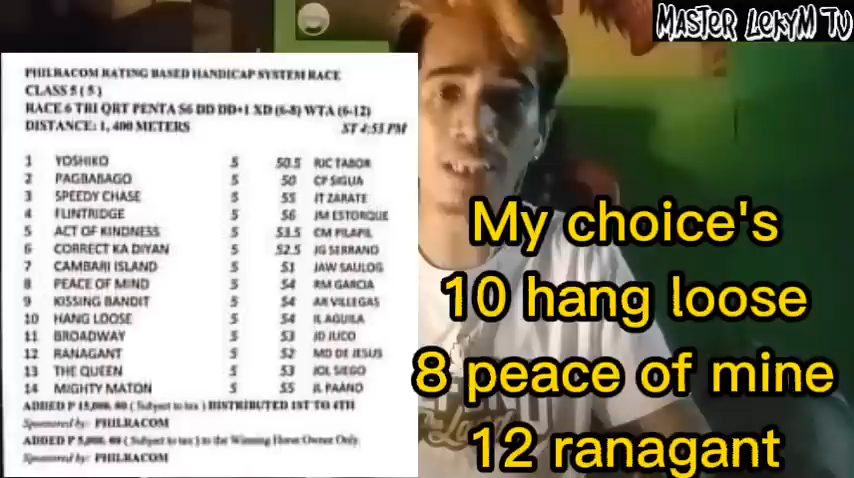 MASTER LEKYM TV
PHILRACOM RATING BASED HANDICAP SYSTEM RACE
CLASS 5 ( 5 )
RACE 6 TRI QRT PENTA S6 DD DD+1 XD (6-8) WTA (6-12)
DISTANCE: 1, 400 METERS ST 4:55 PM
1 YOSHIKO 5 50.5 RIC TABOR
2 PAGBABAGO 5 50 CP SIGUA
3 SPEEDY CHASE 5 55 JT ZARATE
4 FLINTRIDGE 5 56 JM ESTORQUE
5 ACT OF KINDNESS 5 53.5 CM PILAPIL
6 CORRECT KA DIYAN 5 52.5 JG SERRANO
7 CAMBARI ISLAND 5 51 JAW SAULOG
8 PEACE OF MIND 5 54 RM GARCIA
9 KISSING BANDIT 5 54 AR VILLEGAS
10 HANG LOOSE 5 54 JL AGUILA
11 BROADWAY 5 53 JD JUCO
12 RANAGANT 5 52 MD DE JESUS
13 THE QUEEN 5 53 JOL SIEGO
14 MIGHTY MATON 5 55 JL PAANO
ADDED P 15,000. 00 ( Subject to tax ) DISTRIBUTED 1ST TO 4TH
Sponsored by: PHILRACOM
ADDED P 5,000. 00 ( Subject to tax ) to the Winning Horse Owner Only
Sponsored by: PHILRACOM
My choice's
10 hang loose
8 peace of mine
12 ranagant